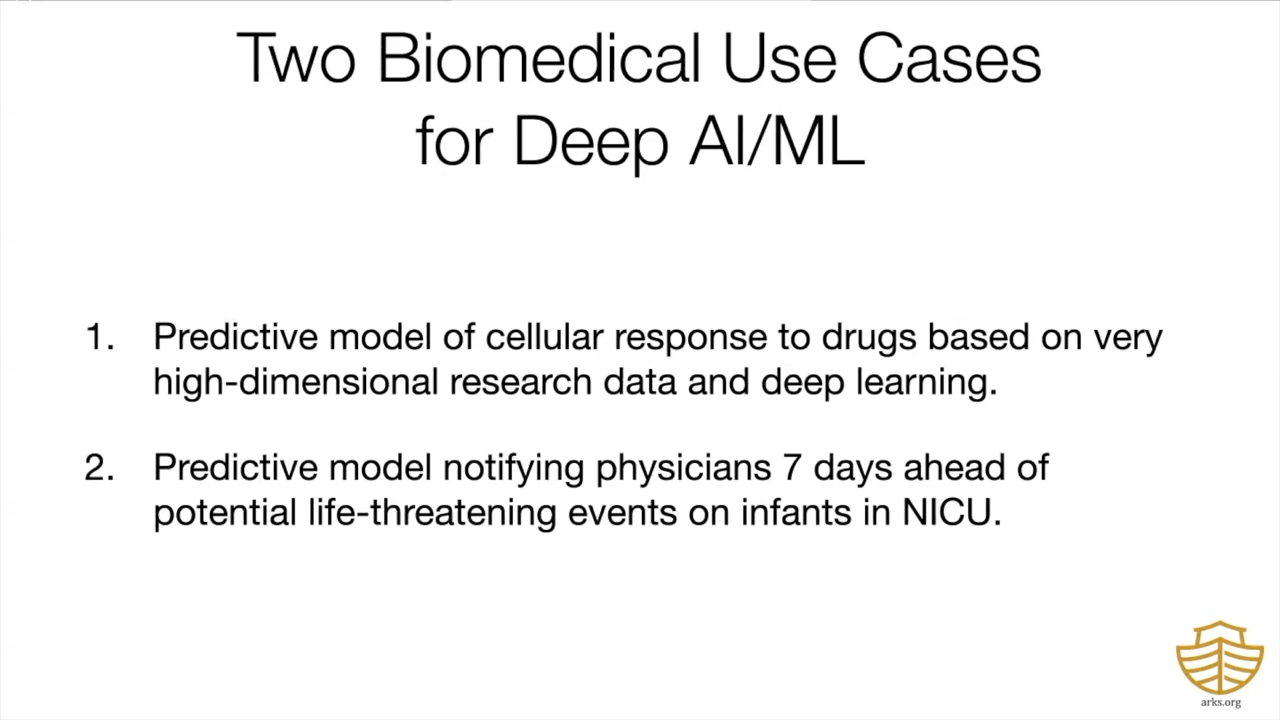 Two Biomedical Use Cases
for Deep AI/ML
1. Predictive model of cellular response to drugs based on very
high-dimensional research data and deep learning.
2. Predictive model notifying physicians 7 days ahead of
potential life-threatening events on infants in NICU.
arks.org